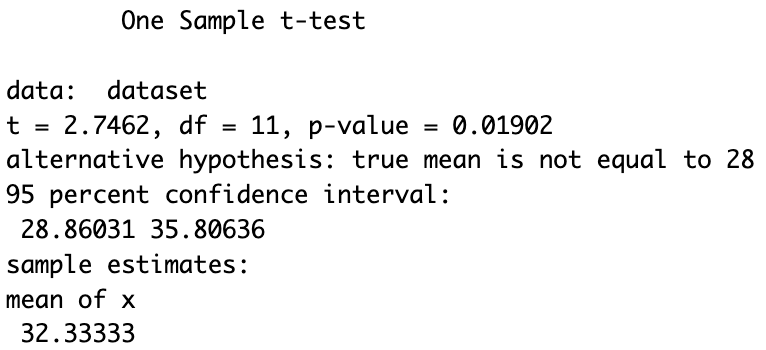 One Sample t-test
data:  dataset
t = 2.7462, df = 11, p-value = 0.01902
alternative hypothesis: true mean is not equal to 28
95 percent confidence interval:
28.86031 35.80636
sample estimates:
mean of x
32.33333